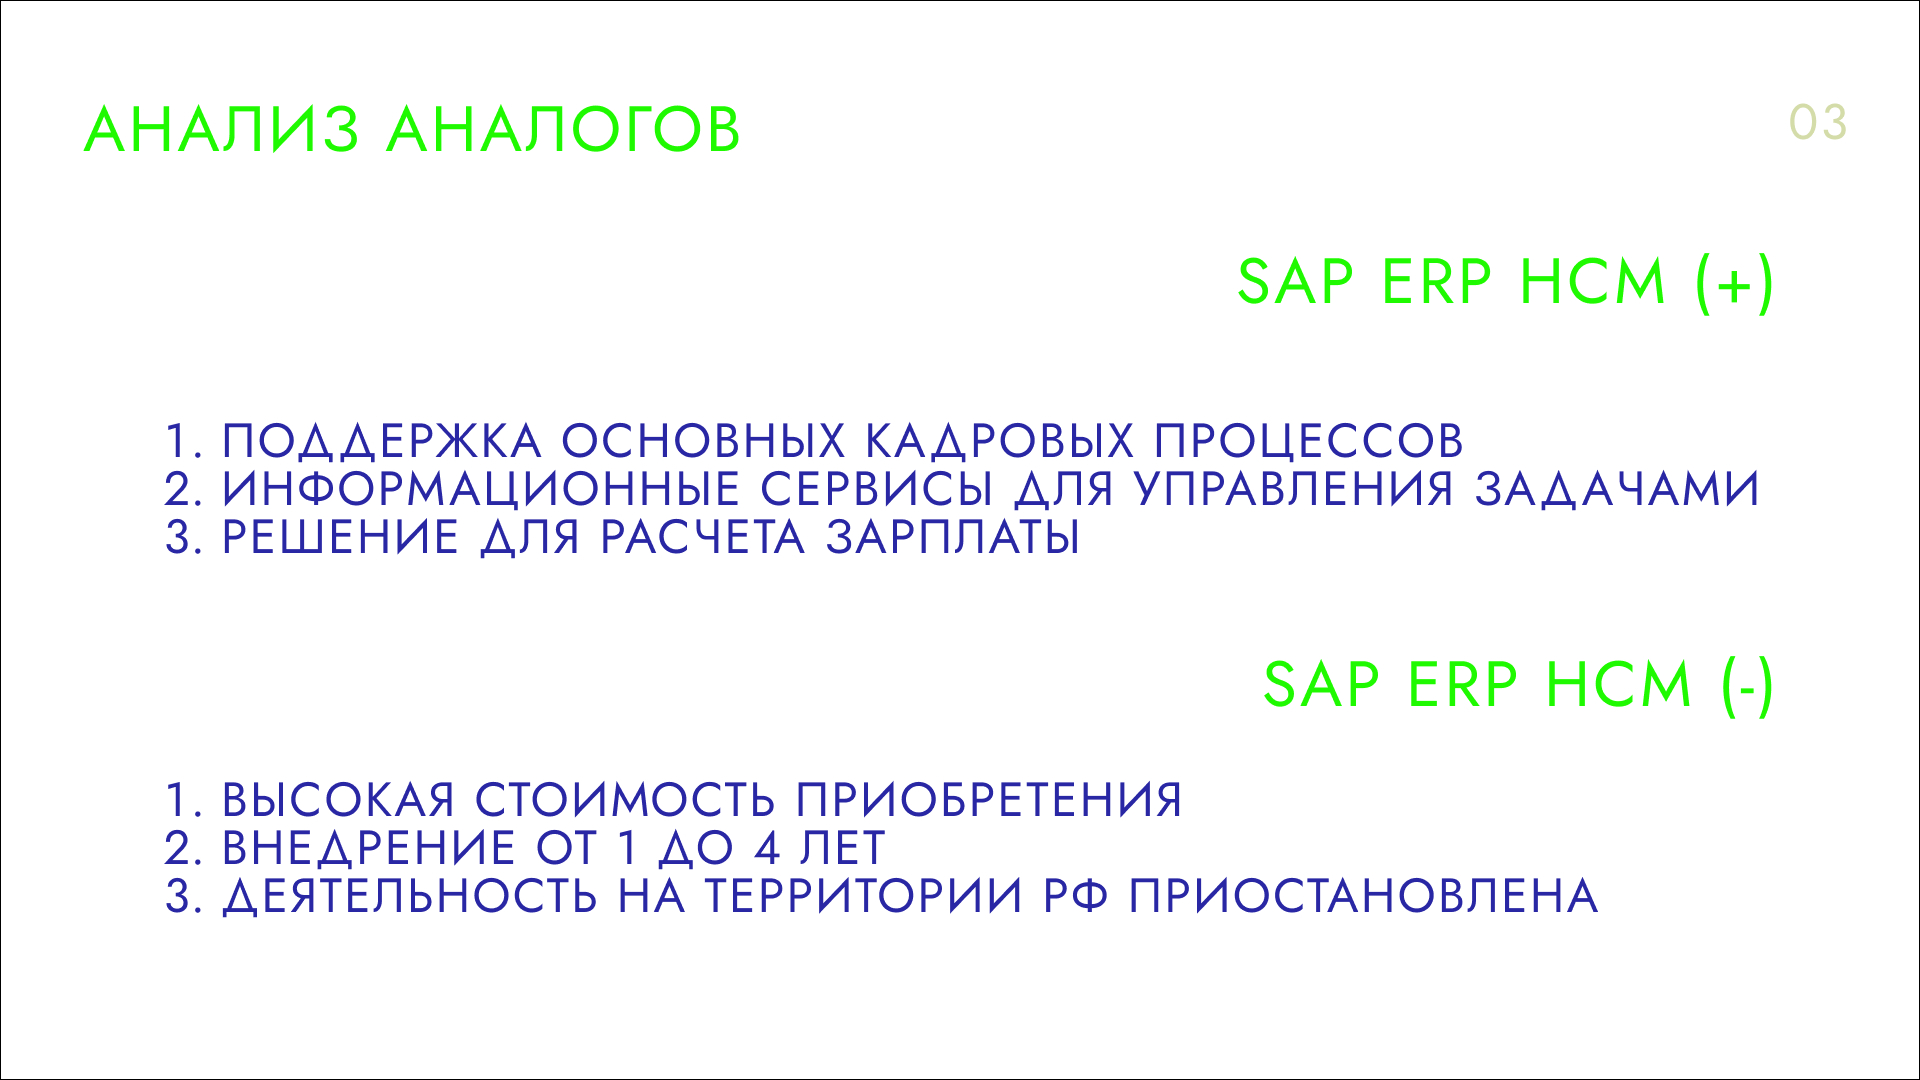 АНАЛИЗ АНАЛОГОВ
03
SAP ERP HCM (+)
1. ПОДДЕРЖКА ОСНОВНЫХ КАДРОВЫХ ПРОЦЕССОВ
2. ИНФОРМАЦИОННЫЕ СЕРВИСЫ ДЛЯ УПРАВЛЕНИЯ ЗАДАЧАМИ
3. РЕШЕНИЕ ДЛЯ РАСЧЕТА ЗАРПЛАТЫ
SAP ERP HCM (-)
1. ВЫСОКАЯ СТОИМОСТЬ ПРИОБРЕТЕНИЯ
2. ВНЕДРЕНИЕ ОТ 1 ДО 4 ЛЕТ
3. ДЕЯТЕЛЬНОСТЬ НА ТЕРРИТОРИИ РФ ПРИОСТАНОВЛЕНА